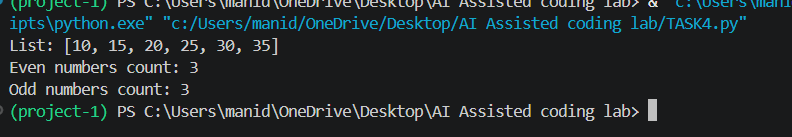 (project-1) PS C:\Users\manid\OneDrive\Desktop\AI Assisted coding lab> & "c:\Users\mani
ipts\python.exe" "c:/Users/manid/OneDrive/Desktop/AI Assisted coding lab/TASK4.py"
List: [10, 15, 20, 25, 30, 35]
Even numbers count: 3
Odd numbers count: 3
(project-1) PS C:\Users\manid\OneDrive\Desktop\AI Assisted coding lab>